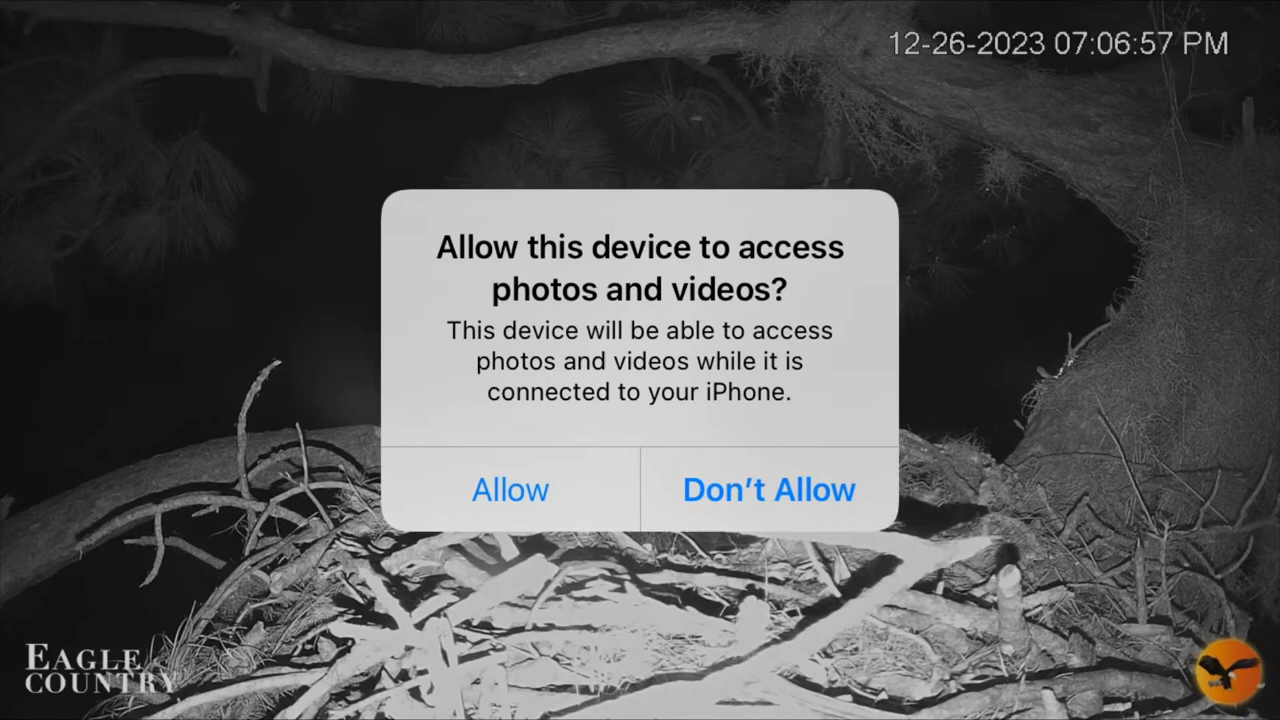 12-26-2023 07:06:57 PM
Allow this device to access
photos and videos?
This device will be able to access
photos and videos while it is
connected to your iPhone.
Allow
Don’t Allow
EAGLE
COUNTRY